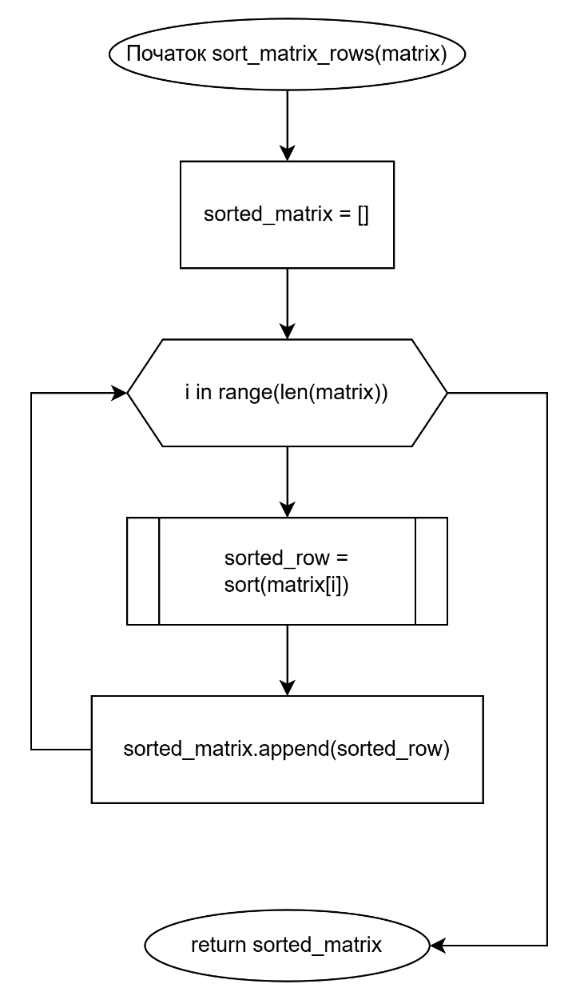 Початок sort_matrix_rows(matrix)
sorted_matrix = []
i in range(len(matrix))
sorted_row =
sort(matrix[i])
sorted_matrix.append(sorted_row)
return sorted_matrix